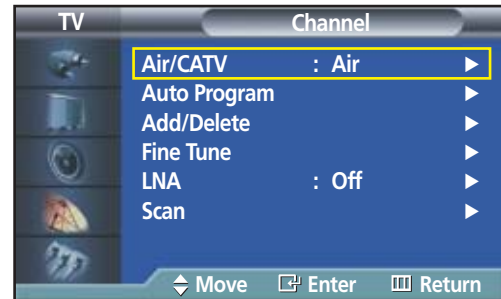 TV Channel
Air/CATV : Air
Auto Program
Add/Delete
Fine Tune
LNA : Off
Scan
Move Enter Return